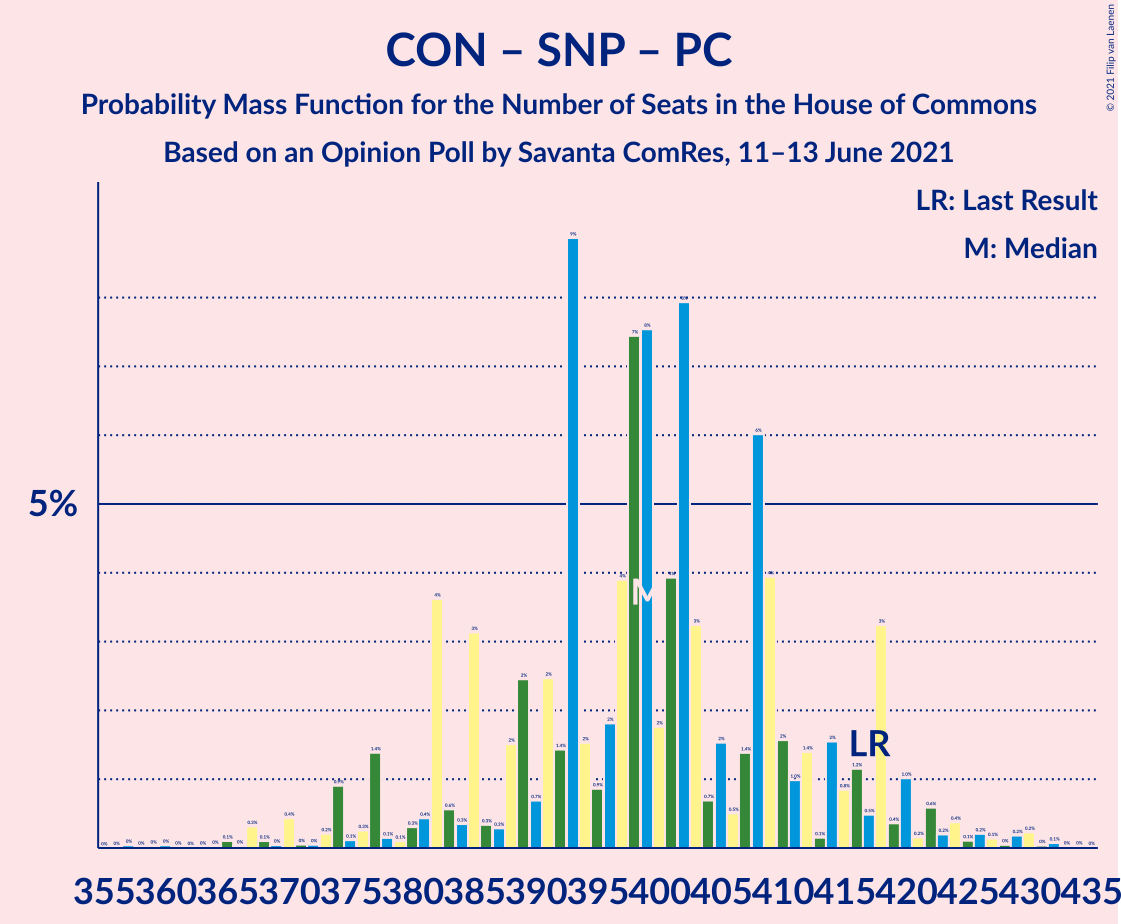 CON – SNP – PC
Probability Mass Function for the Number of Seats in the House of Commons
Based on an Opinion Poll by Savanta ComRes, 11–13 June 2021
© 2021 Filip van Laenen
LR: Last Result
M: Median
5%
M
LR
355 360 365 370 375 380 385 390 395 400 405 410 415 420 425 430 435